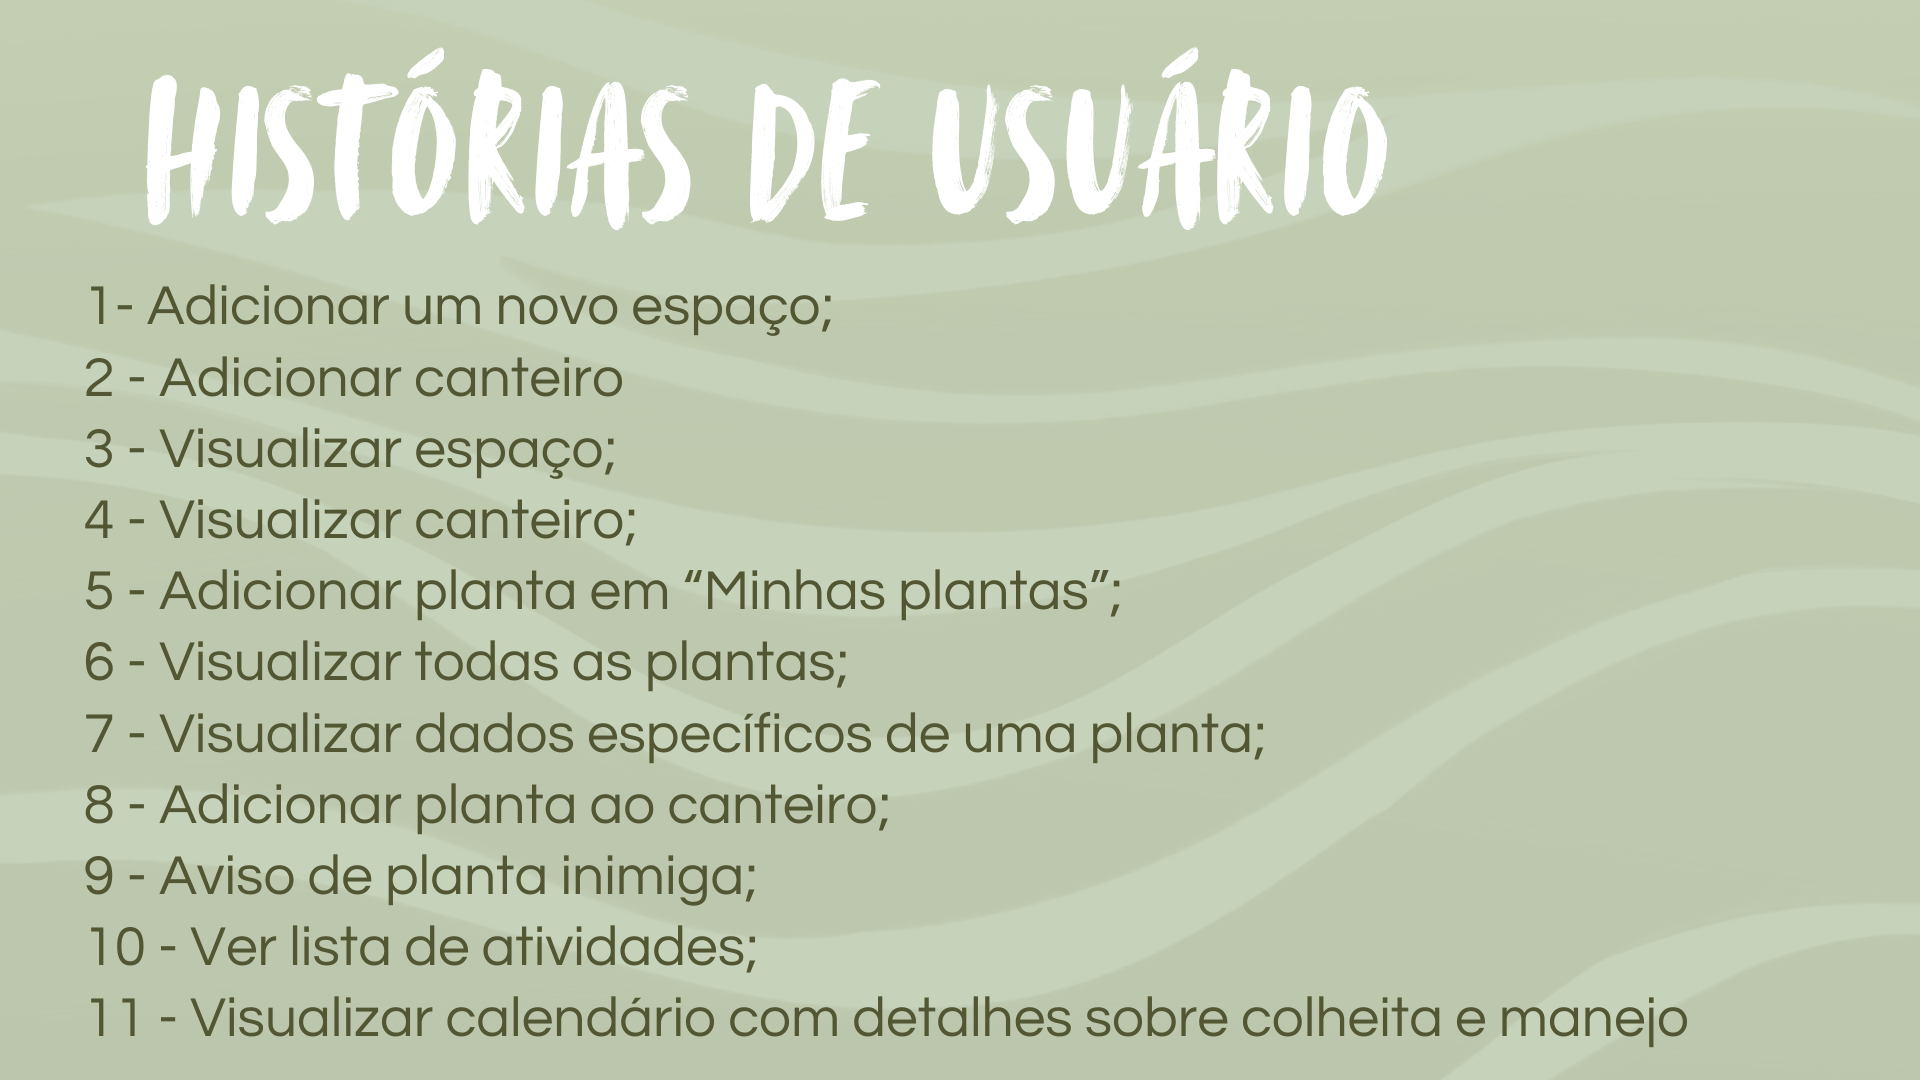 HISTÓRIAS DE USUÁRIO
1- Adicionar um novo espaço;
2 - Adicionar canteiro
3 - Visualizar espaço;
4 - Visualizar canteiro;
5 - Adicionar planta em “Minhas plantas”;
6 - Visualizar todas as plantas;
7 - Visualizar dados específicos de uma planta;
8 - Adicionar planta ao canteiro;
9 - Aviso de planta inimiga;
10 - Ver lista de atividades;
11 - Visualizar calendário com detalhes sobre colheita e manejo